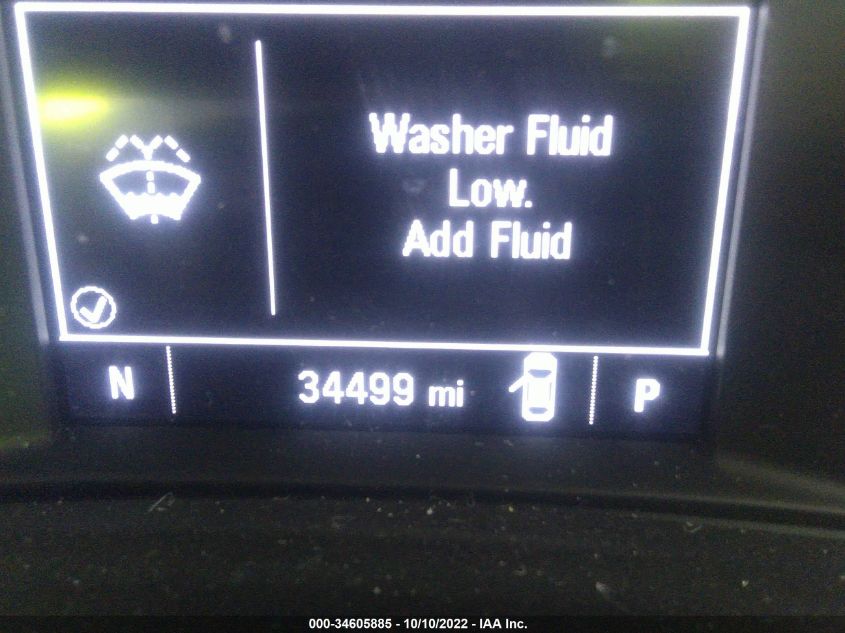 Washer Fluid
Low.
Add Fluid
N 34499 mi P
000-34605885 - 10/10/2022 - IAA Inc.